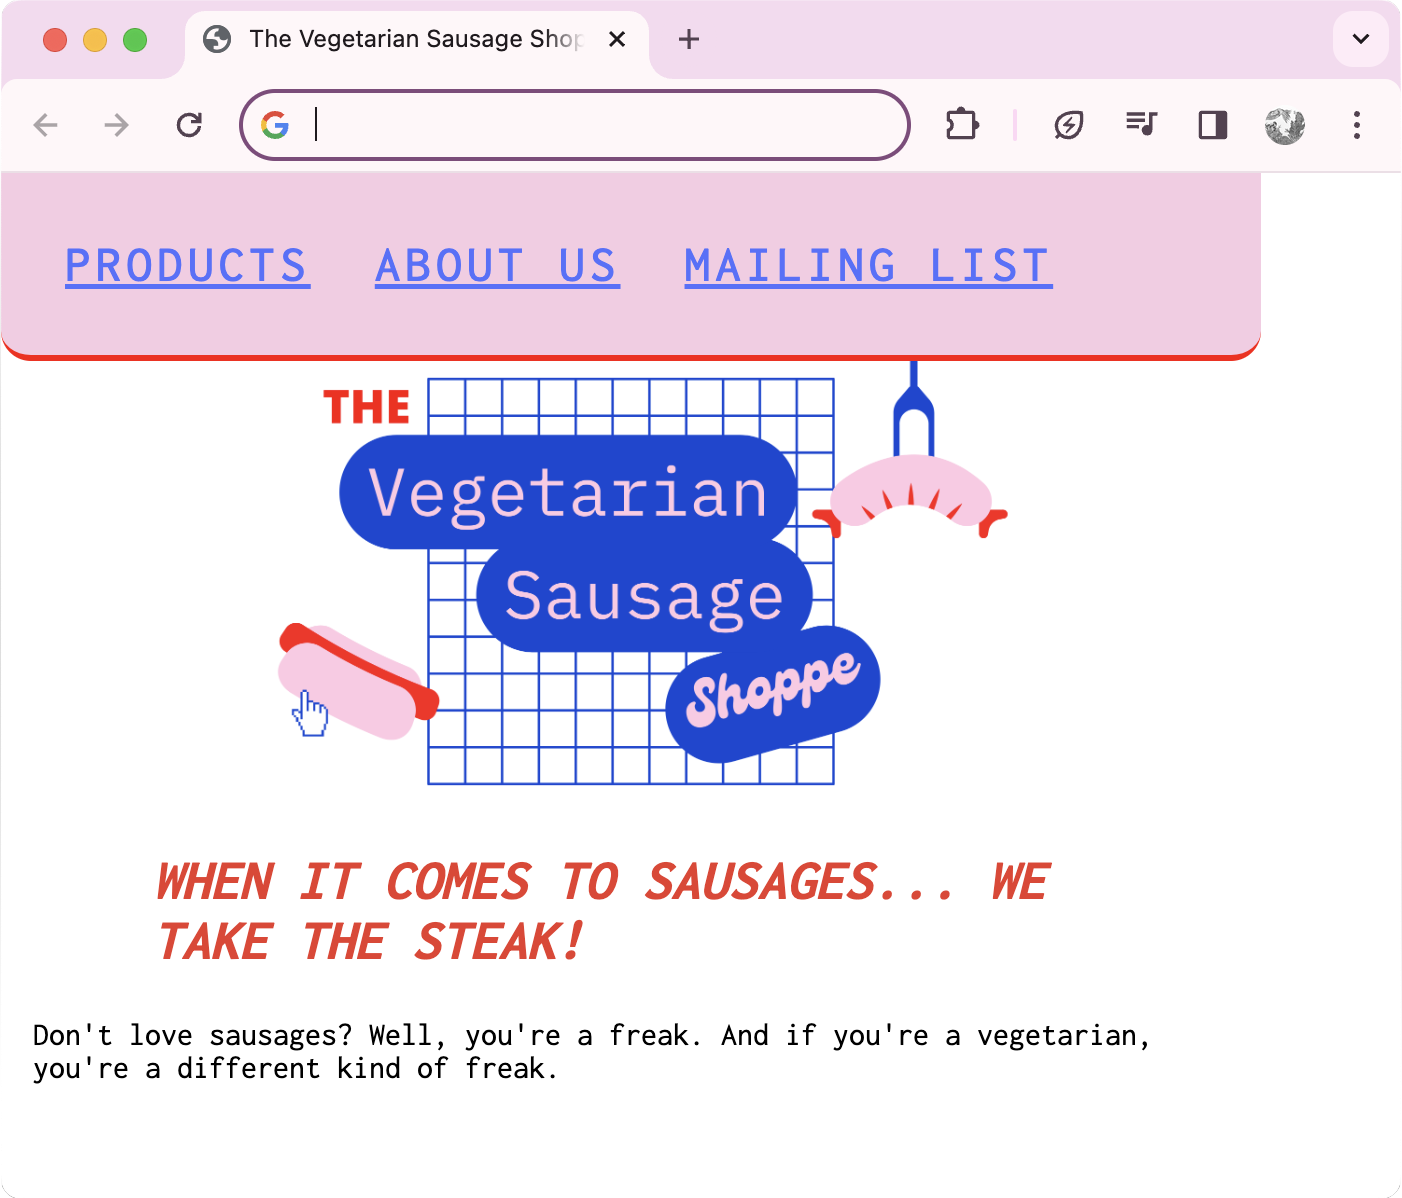 The Vegetarian Sausage Shop
PRODUCTS ABOUT US MAILING LIST
THE
Vegetarian
Sausage
Shoppe
WHEN IT COMES TO SAUSAGES... WE
TAKE THE STEAK!
Don't love sausages? Well, you're a freak. And if you're a vegetarian,
you're a different kind of freak.